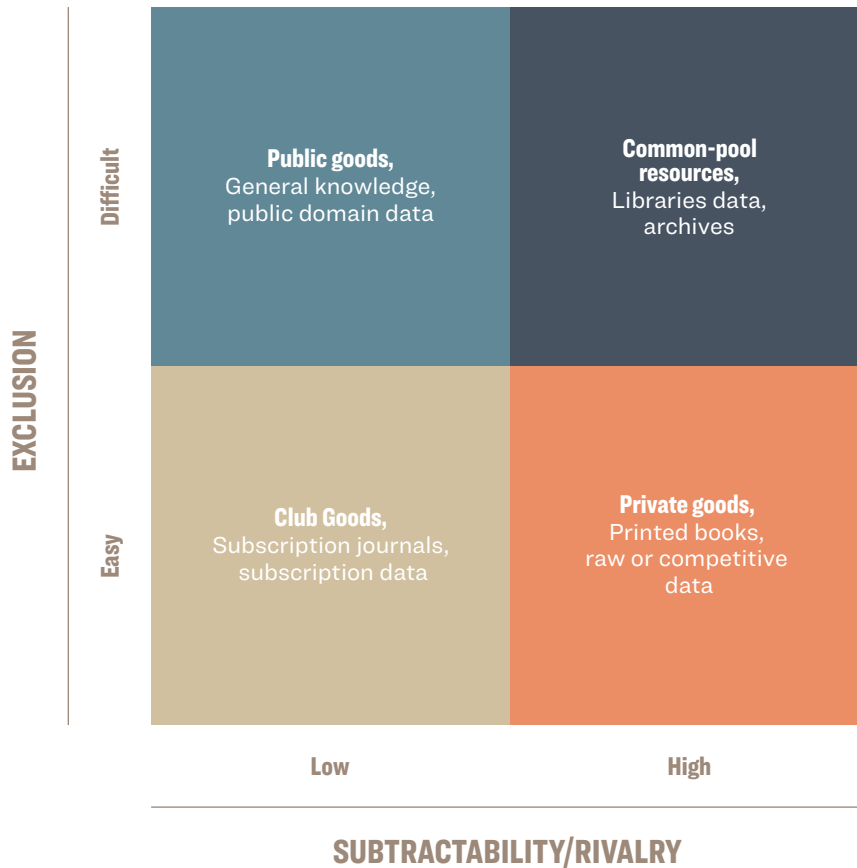 EXCLUSION
Difficult
Public goods,
General knowledge,
public domain data
Common-pool
resources,
Libraries data,
archives
Easy
Club Goods,
Subscription journals,
subscription data
Private goods,
Printed books,
raw or competitive
data
Low
High
SUBTRACTABILITY/RIVALRY